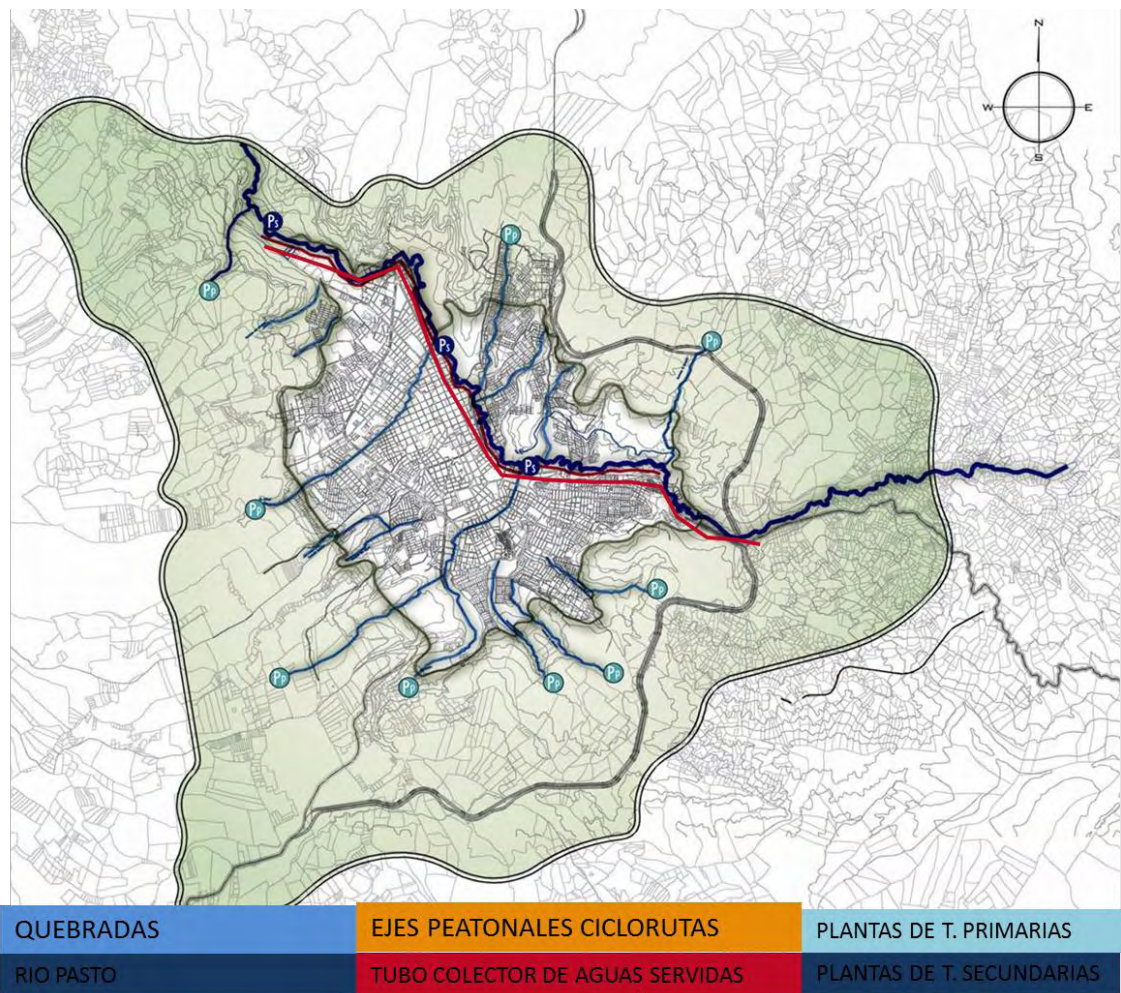 N
W
E
S
Ps
Pp
Pp
Pp
Ps
Ps
Pp
Pp
Pp
Pp
Pp
Pp
QUEBRADAS
EJES PEATONALES CICLORUTAS
PLANTAS DE T. PRIMARIAS
RIO PASTO
TUBO COLECTOR DE AGUAS SERVIDAS
PLANTAS DE T. SECUNDARIAS